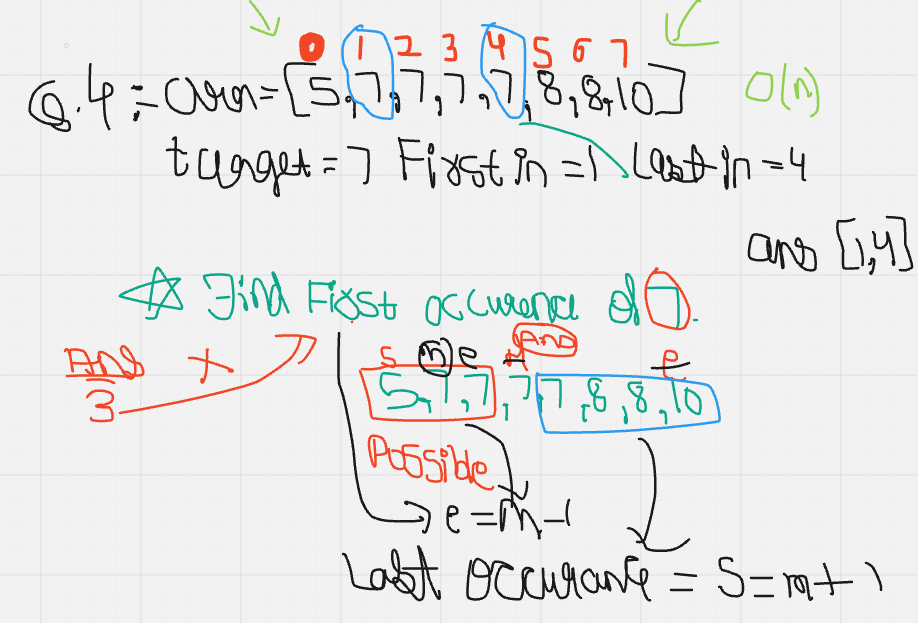 0 1 2 3 4 5 6 7
Q.4 :- arr=[5,7,7,7,7,8,8,10] O(n)
target=7 First in =1 Last in =4
ans [1,4]
☆ Find First occurence of 7.
Ans
3
s m e Ans e
5,7,7,7,7,8,8,10
Possible
e =m-1
Last Occurance = S=m+1